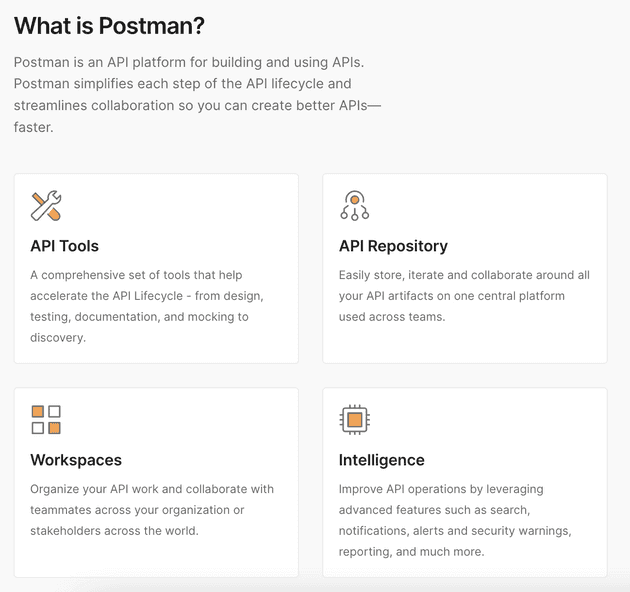 What is Postman?
Postman is an API platform for building and using APIs.
Postman simplifies each step of the API lifecycle and
streamlines collaboration so you can create better APIs—
faster.
API Tools
A comprehensive set of tools that help
accelerate the API Lifecycle - from design,
testing, documentation, and mocking to
discovery.
API Repository
Easily store, iterate and collaborate around all
your API artifacts on one central platform
used across teams.
Workspaces
Organize your API work and collaborate with
teammates across your organization or
stakeholders across the world.
Intelligence
Improve API operations by leveraging
advanced features such as search,
notifications, alerts and security warnings,
reporting, and much more.